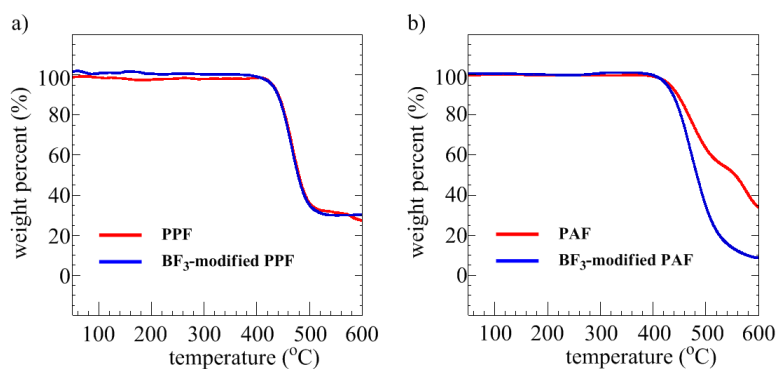 a)
weight percent (%)
100
80
60
40
20
0
PPF
BF₃-modified PPF
100 200 300 400 500 600
temperature (°C)
b)
weight percent (%)
100
80
60
40
20
0
PAF
BF₃-modified PAF
100 200 300 400 500 600
temperature (°C)